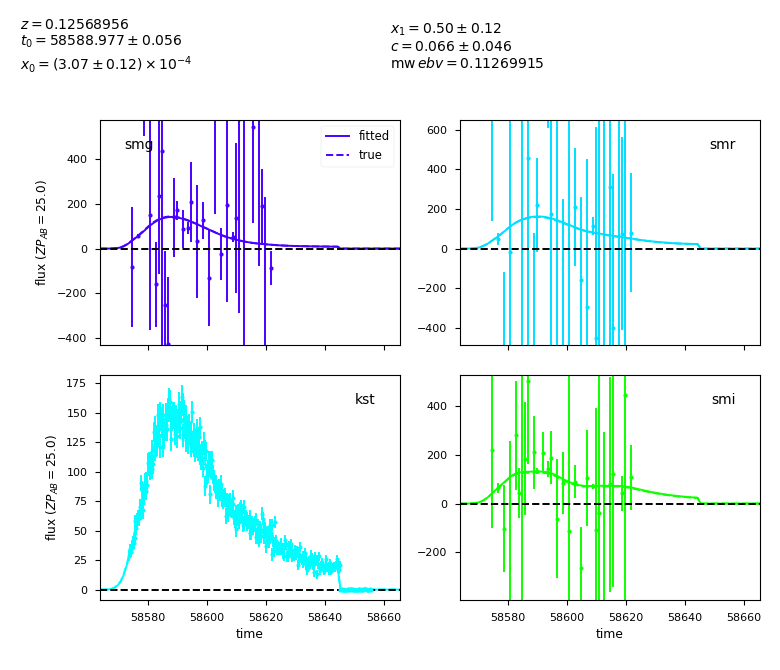 z = 0.12568956
t₀ = 58588.977 ± 0.056
x₀ = (3.07 ± 0.12) × 10⁻⁴
x₁ = 0.50 ± 0.12
c = 0.066 ± 0.046
mw ebv = 0.11269915
smg
fitted
true
400
200
0
−200
−400
flux (ZP_AB = 25.0)
smr
600
400
200
0
−200
−400
kst
175
150
125
100
75
50
25
0
flux (ZP_AB = 25.0)
58580 58600 58620 58640 58660
time
smi
400
200
0
−200
58580 58600 58620 58640 58660
time